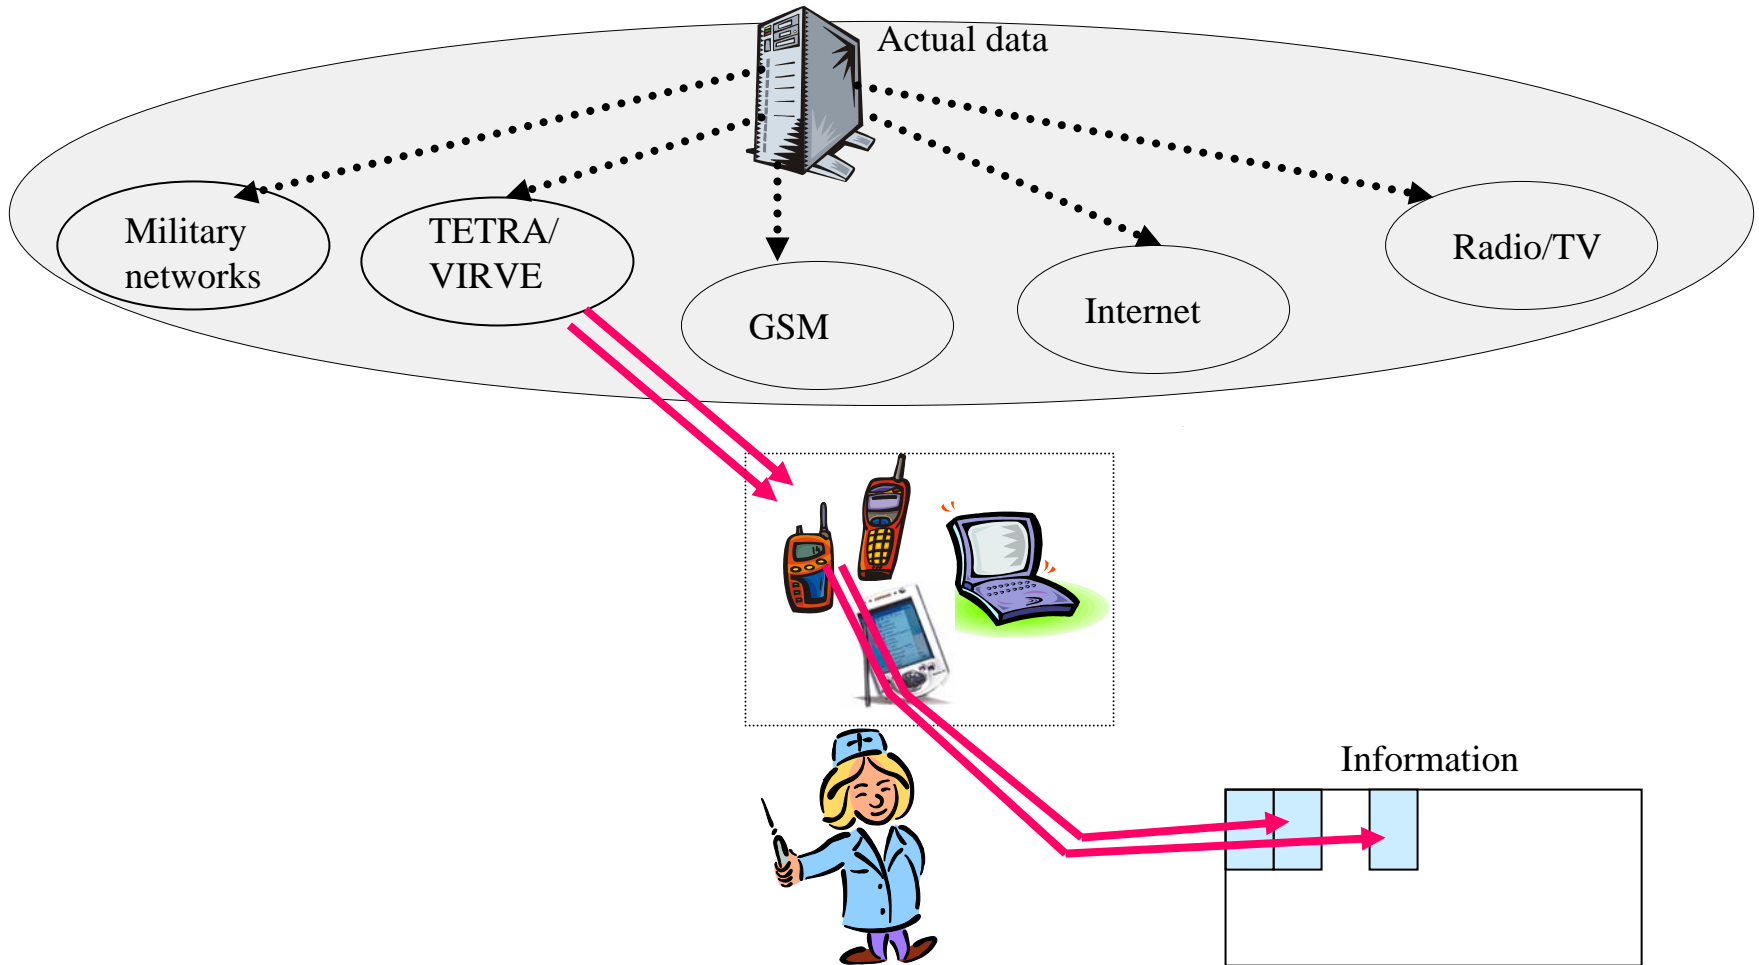 Actual data
Military
networks
TETRA/
VIRVE
GSM
Internet
Radio/TV
Information